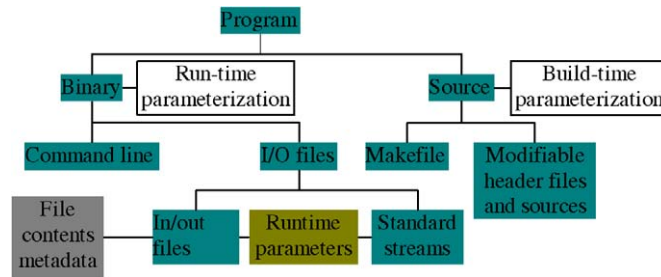 Program
Binary
Run-time
parameterization
Source
Build-time
parameterization
Command line
I/O files
Makefile
Modifiable
header files
and sources
File
contents
metadata
In/out
files
Runtime
parameters
Standard
streams